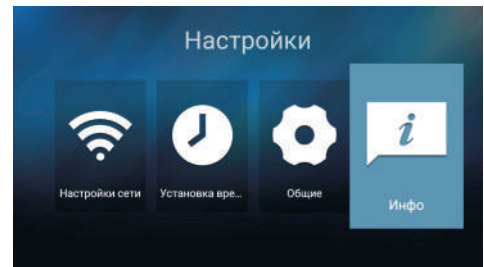 Настройки
Настройки сети
Установка вре...
Общие
Инфо